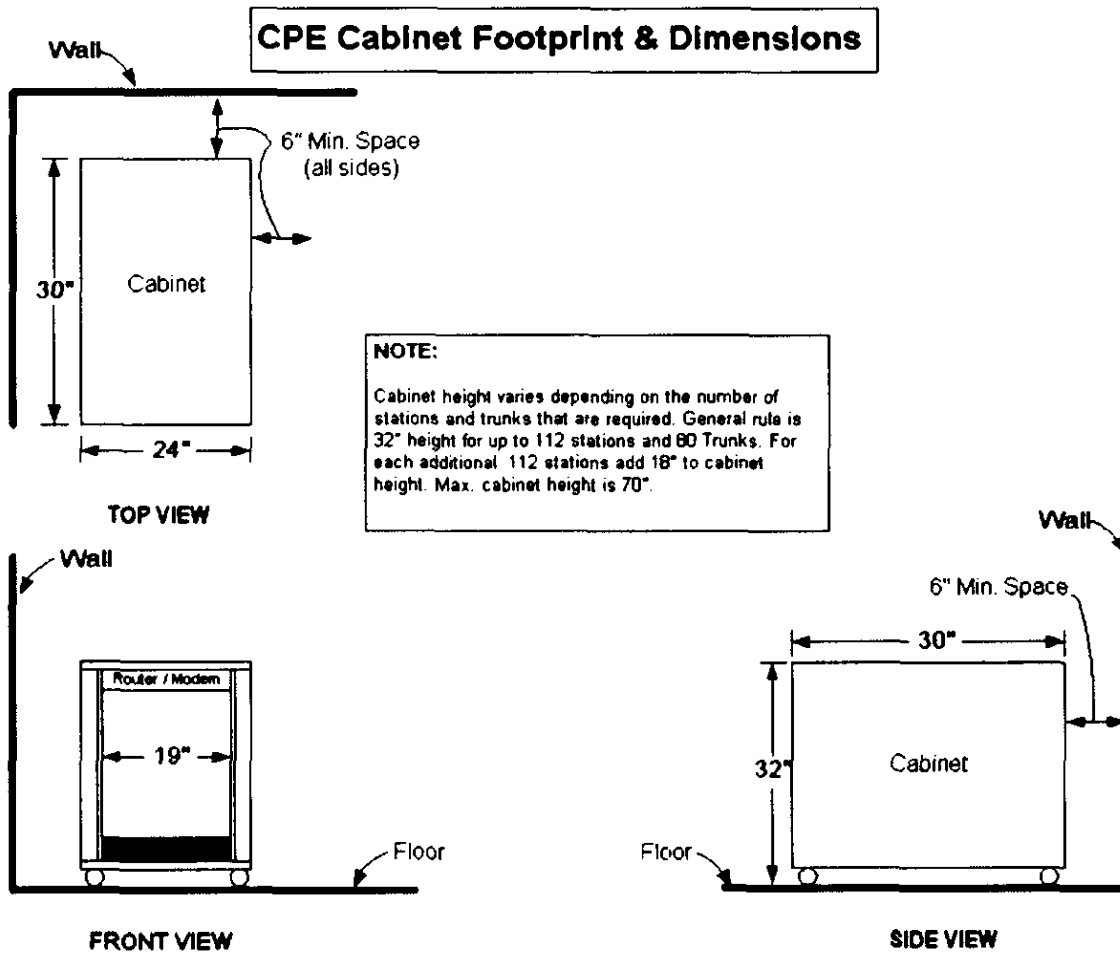 CPE Cabinet Footprint & Dimensions
Wall
6" Min. Space
(all sides)
30"
Cabinet
24"
TOP VIEW
NOTE:
Cabinet height varies depending on the number of
stations and trunks that are required. General rule is
32" height for up to 112 stations and 80 Trunks. For
each additional 112 stations add 18" to cabinet
height. Max. cabinet height is 70".
Wall
Router / Modem
19"
Floor
FRONT VIEW
Wall
6" Min. Space
30"
32"
Cabinet
Floor
SIDE VIEW